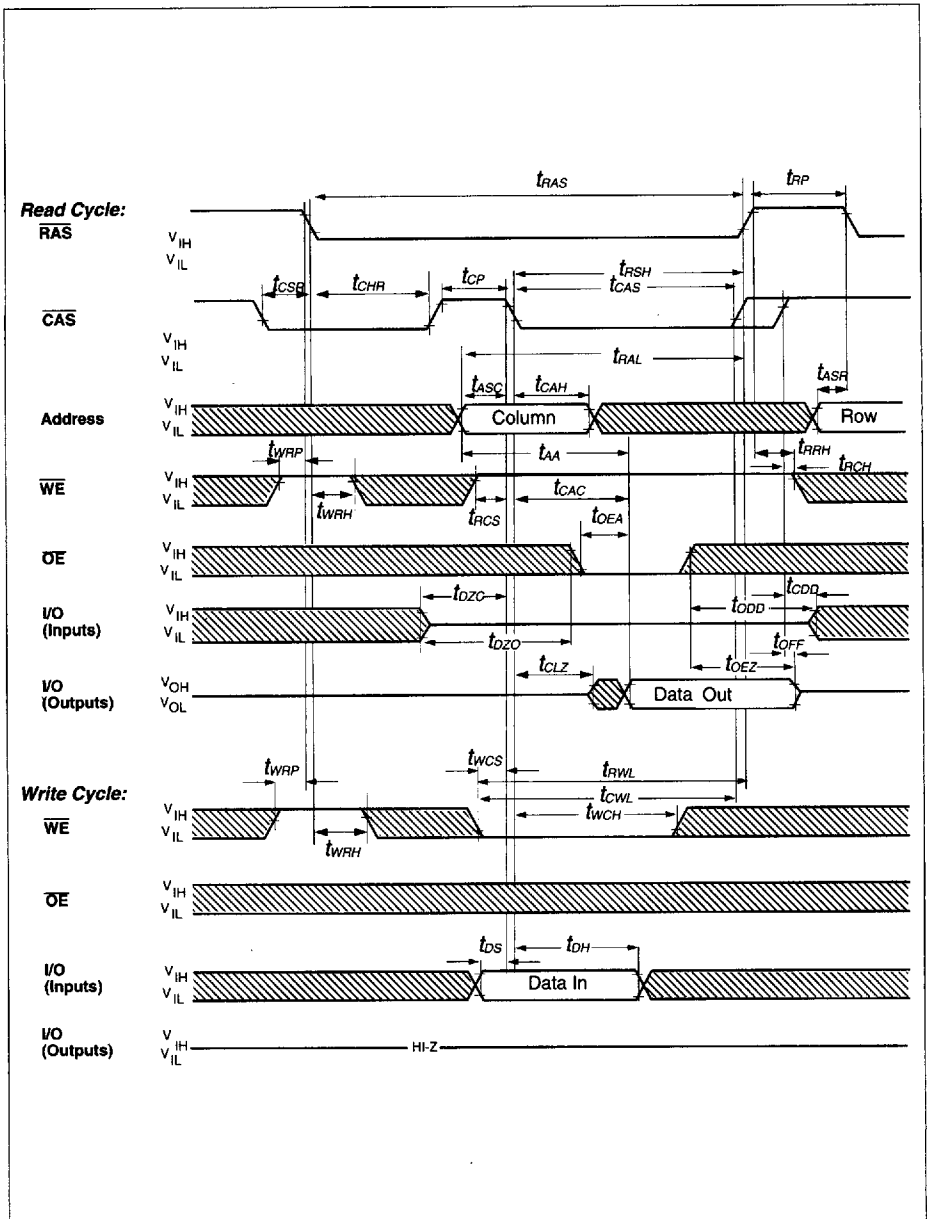 tRAS
tRP
Read Cycle:
RAS
VIH
VIL
tRSH
tCSR
tCHR
tCP
tCAS
CAS
VIH
VIL
tRAL
tASC
tCAH
tASR
Address
VIH
VIL
Column
Row
tWRP
tAA
tRRH
WE
VIH
VIL
tWRH
tRCS
tCAC
tRCH
tOEA
OE
VIH
VIL
tDZC
tCDD
tODD
I/O
(Inputs)
VIH
VIL
tDZO
tOFF
tCLZ
tOEZ
I/O
(Outputs)
VOH
VOL
Data Out
tWRP
tWCS
tRWL
Write Cycle:
tCWL
WE
VIH
VIL
tWRH
tWCH
OE
VIH
VIL
tDS
tDH
I/O
(Inputs)
VIH
VIL
Data In
I/O
(Outputs)
VIH
VIL
HI-Z